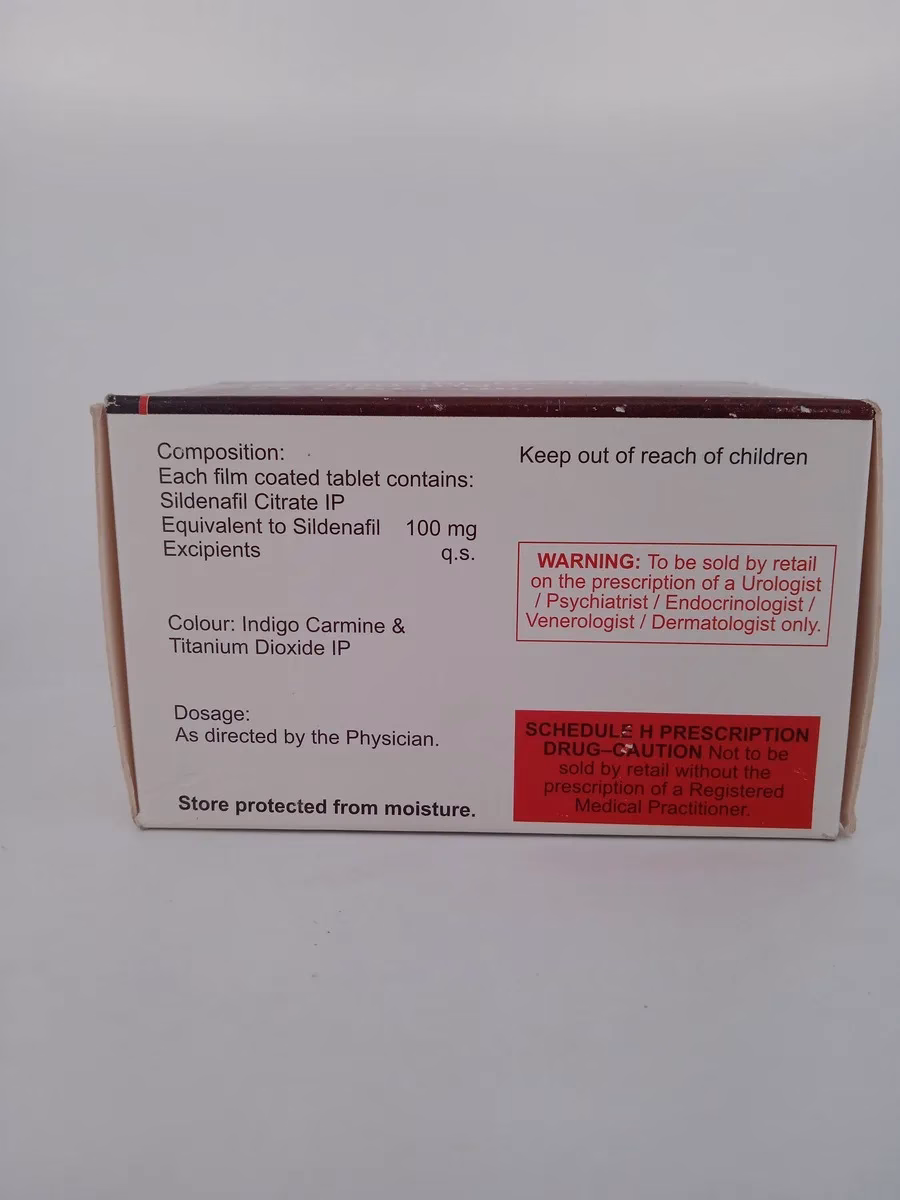 Composition:
Each film coated tablet contains:
Sildenafil Citrate IP
Equivalent to Sildenafil 100 mg
Excipients q.s.
Colour: Indigo Carmine &
Titanium Dioxide IP
Dosage:
As directed by the Physician.
Store protected from moisture.
Keep out of reach of children
WARNING: To be sold by retail
on the prescription of a Urologist
/ Psychiatrist / Endocrinologist /
Venerologist / Dermatologist only.
SCHEDULE H PRESCRIPTION
DRUG–CAUTION Not to be
sold by retail without the
prescription of a Registered
Medical Practitioner.